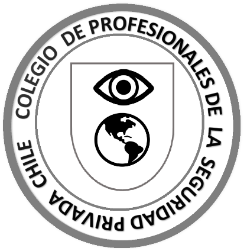 COLEGIO DE PROFESIONALES DE LA SEGURIDAD PRIVADA CHILE